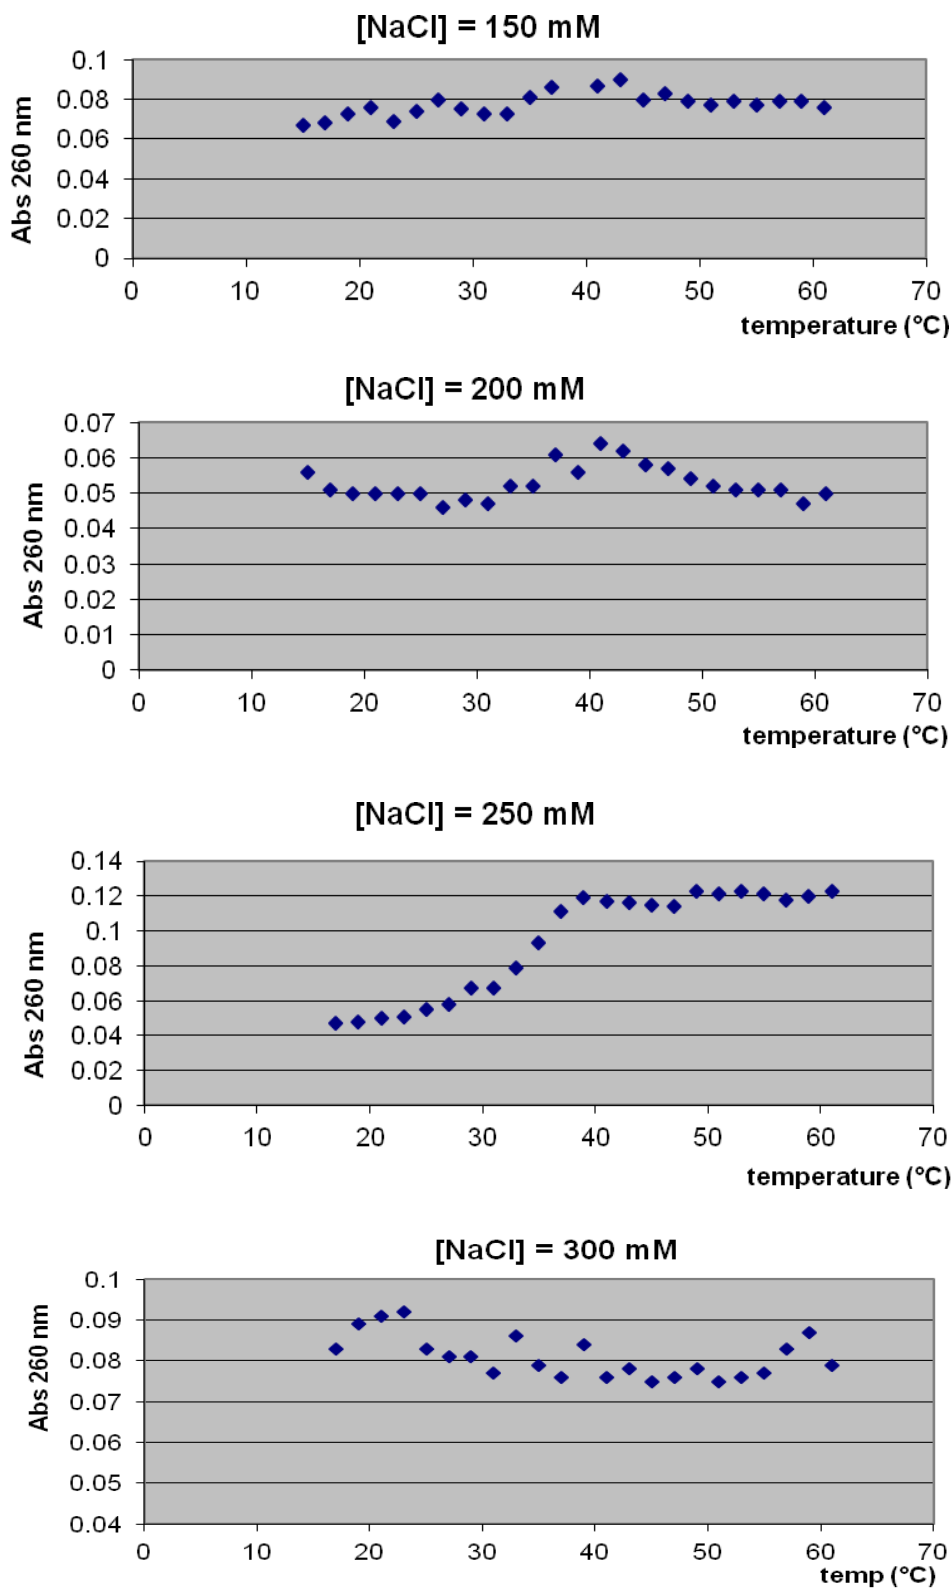 [NaCl] = 150 mM
0.1
0.08
0.06
0.04
0.02
0
Abs 260 nm
0 10 20 30 40 50 60 70
temperature (°C)
[NaCl] = 200 mM
0.07
0.06
0.05
0.04
0.03
0.02
0.01
0
Abs 260 nm
0 10 20 30 40 50 60 70
temperature (°C)
[NaCl] = 250 mM
0.14
0.12
0.1
0.08
0.06
0.04
0.02
0
Abs 260 nm
0 10 20 30 40 50 60 70
temperature (°C)
[NaCl] = 300 mM
0.1
0.09
0.08
0.07
0.06
0.05
0.04
Abs 260 nm
0 10 20 30 40 50 60 70
temp (°C)